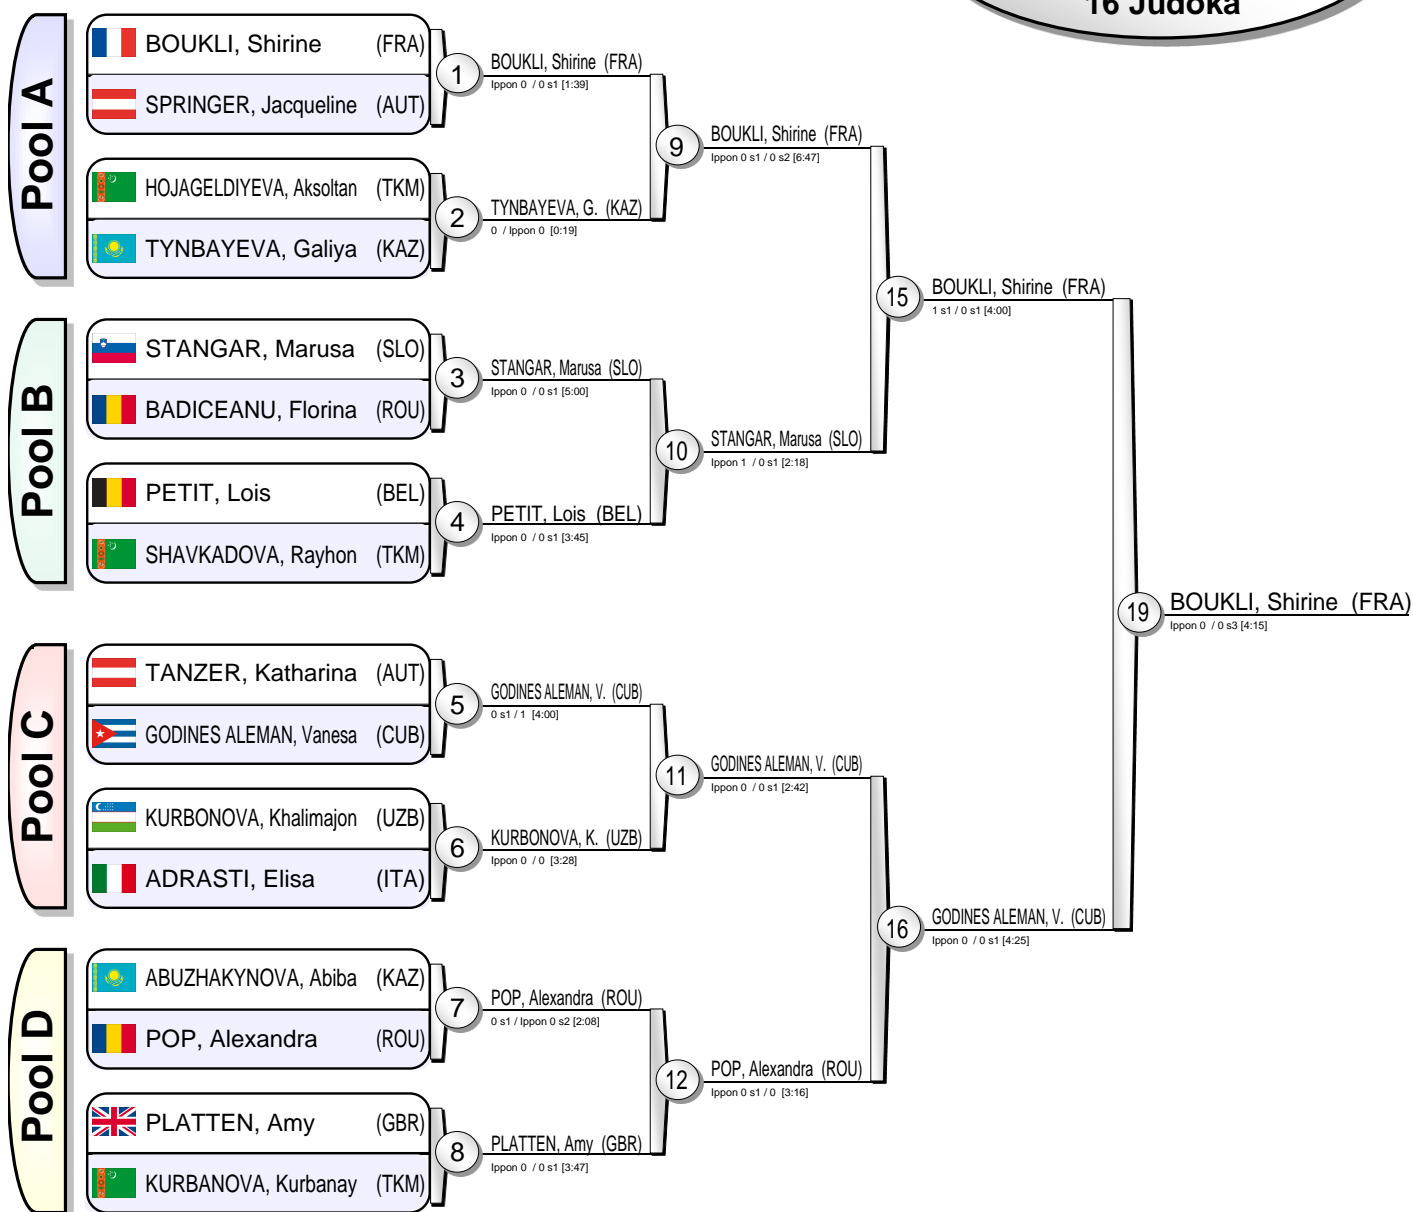 16 Judoka
Pool A
BOUKLI, Shirine (FRA)
SPRINGER, Jacqueline (AUT)
HOJAGELDIYEVA, Aksoltan (TKM)
TYNBAYEVA, Galiya (KAZ)
Pool B
STANGAR, Marusa (SLO)
BADICEANU, Florina (ROU)
PETIT, Lois (BEL)
SHAVKADOVA, Rayhon (TKM)
Pool C
TANZER, Katharina (AUT)
GODINES ALEMAN, Vanesa (CUB)
KURBONOVA, Khalimajon (UZB)
ADRASTI, Elisa (ITA)
Pool D
ABUZHAKYNOVA, Abiba (KAZ)
POP, Alexandra (ROU)
PLATTEN, Amy (GBR)
KURBANOVA, Kurbanay (TKM)
1
BOUKLI, Shirine (FRA)
Ippon 0 / 0 s1 [1:39]
2
TYNBAYEVA, G. (KAZ)
0 / Ippon 0 [0:19]
3
STANGAR, Marusa (SLO)
Ippon 0 / 0 s1 [5:00]
4
PETIT, Lois (BEL)
Ippon 0 / 0 s1 [3:45]
5
GODINES ALEMAN, V. (CUB)
0 s1 / 1 [4:00]
6
KURBONOVA, K. (UZB)
Ippon 0 / 0 [3:28]
7
POP, Alexandra (ROU)
0 s1 / Ippon 0 s2 [2:08]
8
PLATTEN, Amy (GBR)
Ippon 0 / 0 s1 [3:47]
9
BOUKLI, Shirine (FRA)
Ippon 0 s1 / 0 s2 [6:47]
10
STANGAR, Marusa (SLO)
Ippon 1 / 0 s1 [2:18]
11
GODINES ALEMAN, V. (CUB)
Ippon 0 / 0 s1 [2:42]
12
POP, Alexandra (ROU)
Ippon 0 s1 / 0 [3:16]
15
BOUKLI, Shirine (FRA)
1 s1 / 0 s1 [4:00]
16
GODINES ALEMAN, V. (CUB)
Ippon 0 / 0 s1 [4:25]
19
BOUKLI, Shirine (FRA)
Ippon 0 / 0 s3 [4:15]